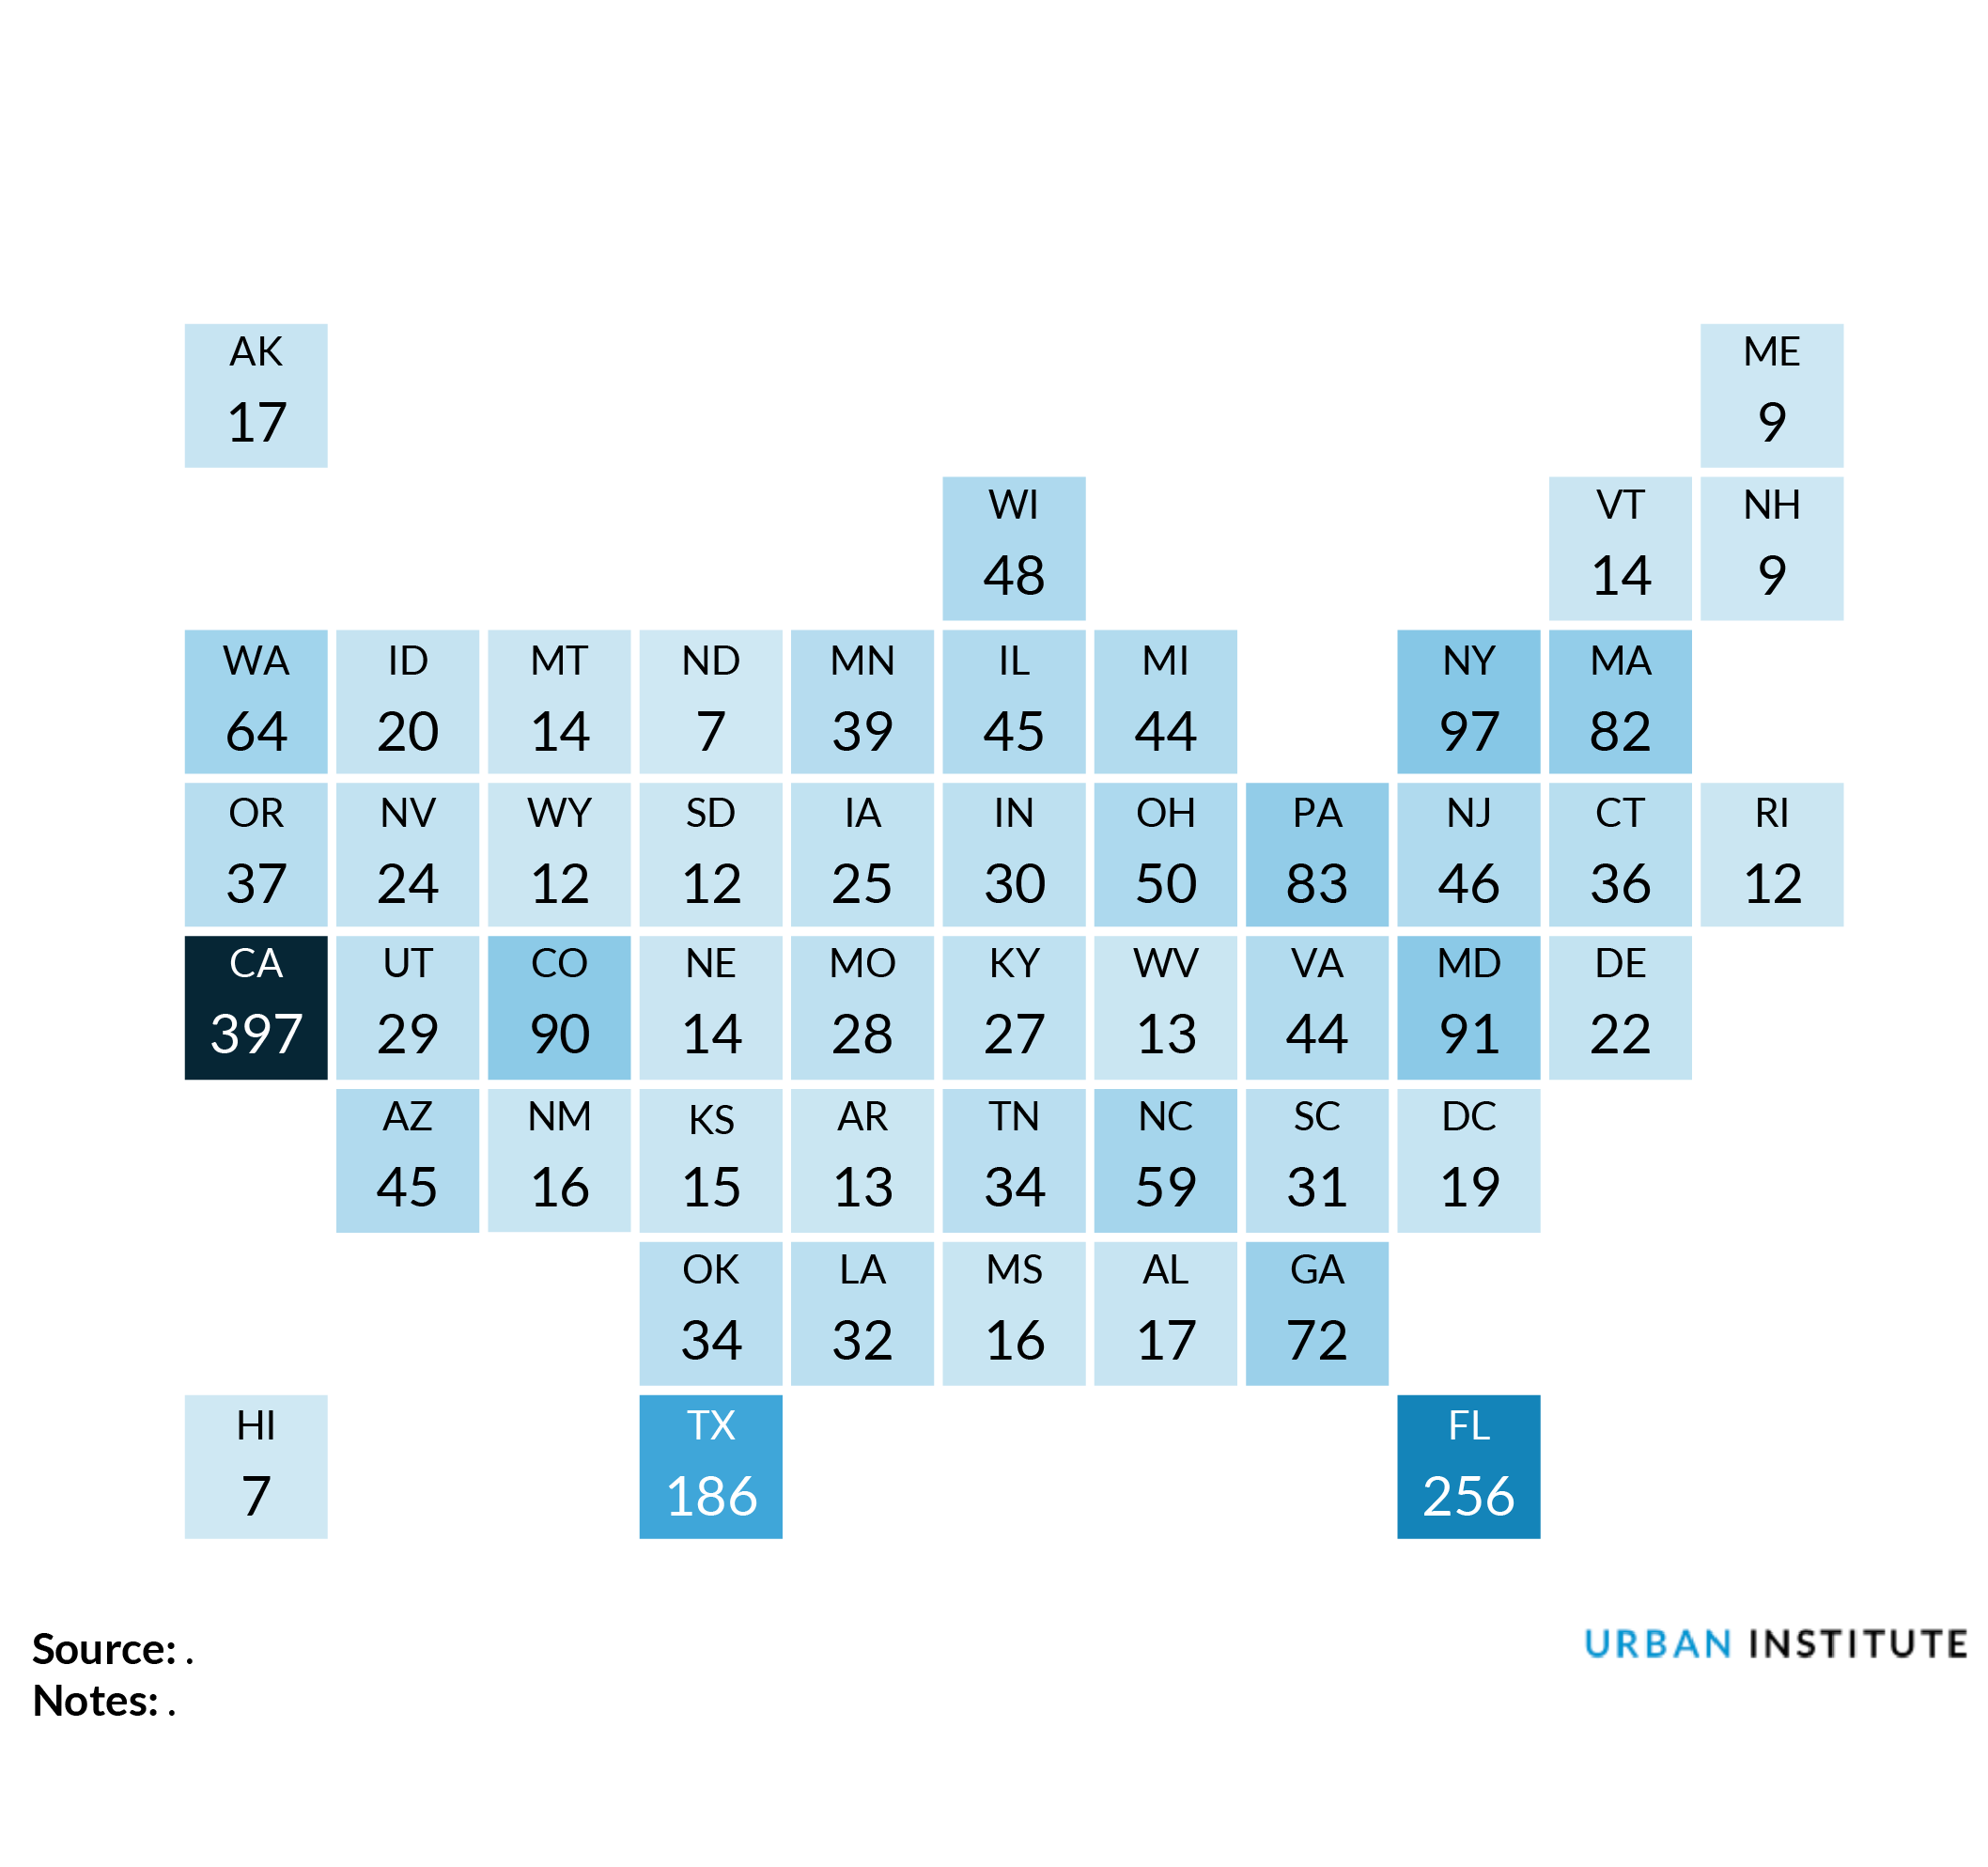 AK ME
17 9
WI VT NH
48 14 9
WA ID MT ND MN IL MI NY MA
64 20 14 7 39 45 44 97 82
OR NV WY SD IA IN OH PA NJ CT RI
37 24 12 12 25 30 50 83 46 36 12
CA UT CO NE MO KY WV VA MD DE
397 29 90 14 28 27 13 44 91 22
AZ NM KS AR TN NC SC DC
45 16 15 13 34 59 31 19
OK LA MS AL GA
34 32 16 17 72
HI TX FL
7 186 256
Source: .
Notes: .
URBAN INSTITUTE